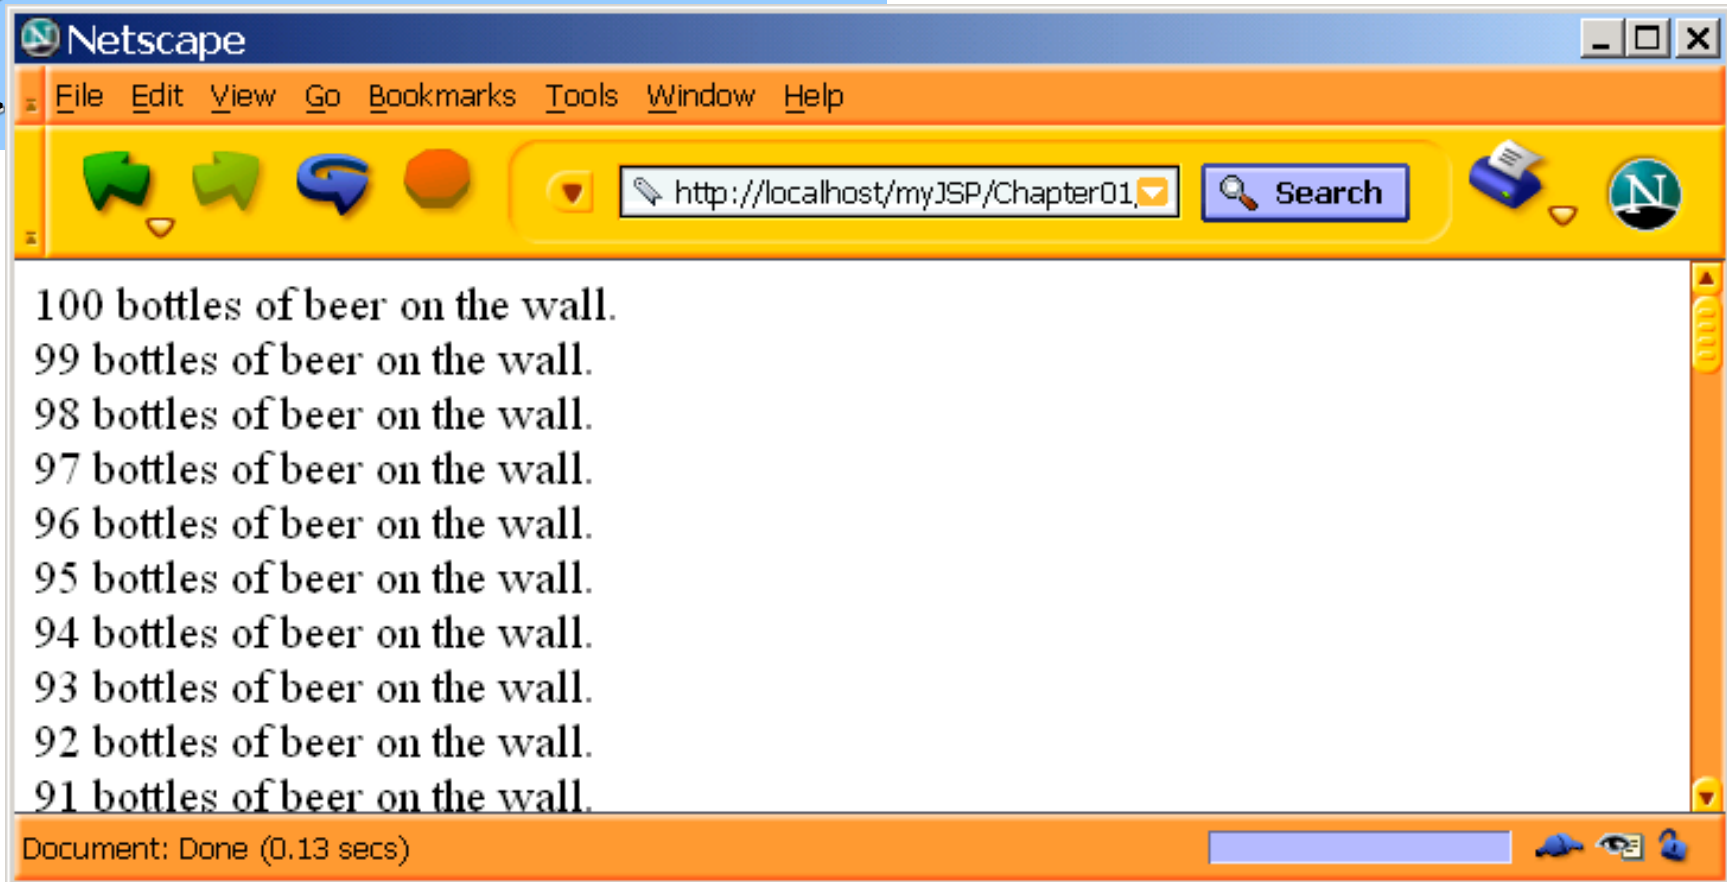 Netscape
File Edit View Go Bookmarks Tools Window Help
http://localhost/myJSP/Chapter01 Search N
100 bottles of beer on the wall.
99 bottles of beer on the wall.
98 bottles of beer on the wall.
97 bottles of beer on the wall.
96 bottles of beer on the wall.
95 bottles of beer on the wall.
94 bottles of beer on the wall.
93 bottles of beer on the wall.
92 bottles of beer on the wall.
91 bottles of beer on the wall.
Document: Done (0.13 secs)